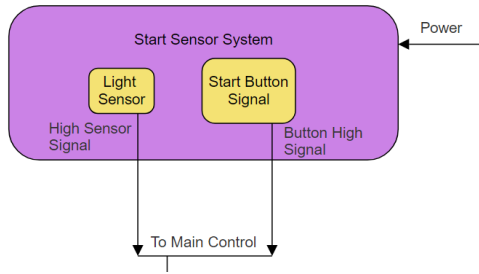 Power
Start Sensor System
Light
Sensor
Start Button
Signal
High Sensor
Signal
Button High
Signal
To Main Control